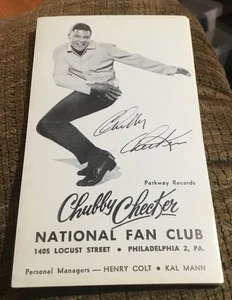 Chubby
Checker
Parkway Records
Chubby Checker
NATIONAL FAN CLUB
1405 LOCUST STREET • PHILADELPHIA 2, PA.
Personal Managers — HENRY COLT • KAL MANN